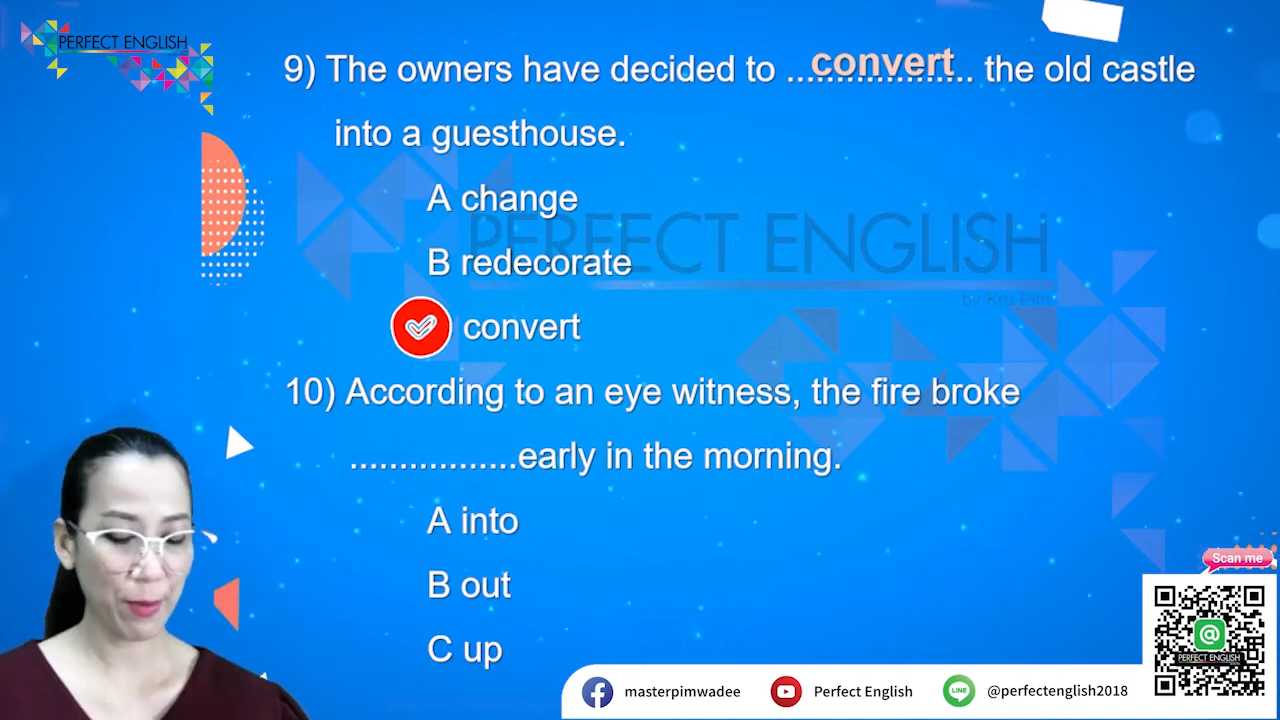 PERFECT ENGLISH
9) The owners have decided to ...convert... the old castle
into a guesthouse.
A change
B redecorate
convert
PERFECT ENGLISH
by Kru Pim
10) According to an eye witness, the fire broke
.................early in the morning.
A into
B out
C up
Scan me
PERFECT ENGLISH
masterpimwadee
Perfect English
LINE
@perfectenglish2018